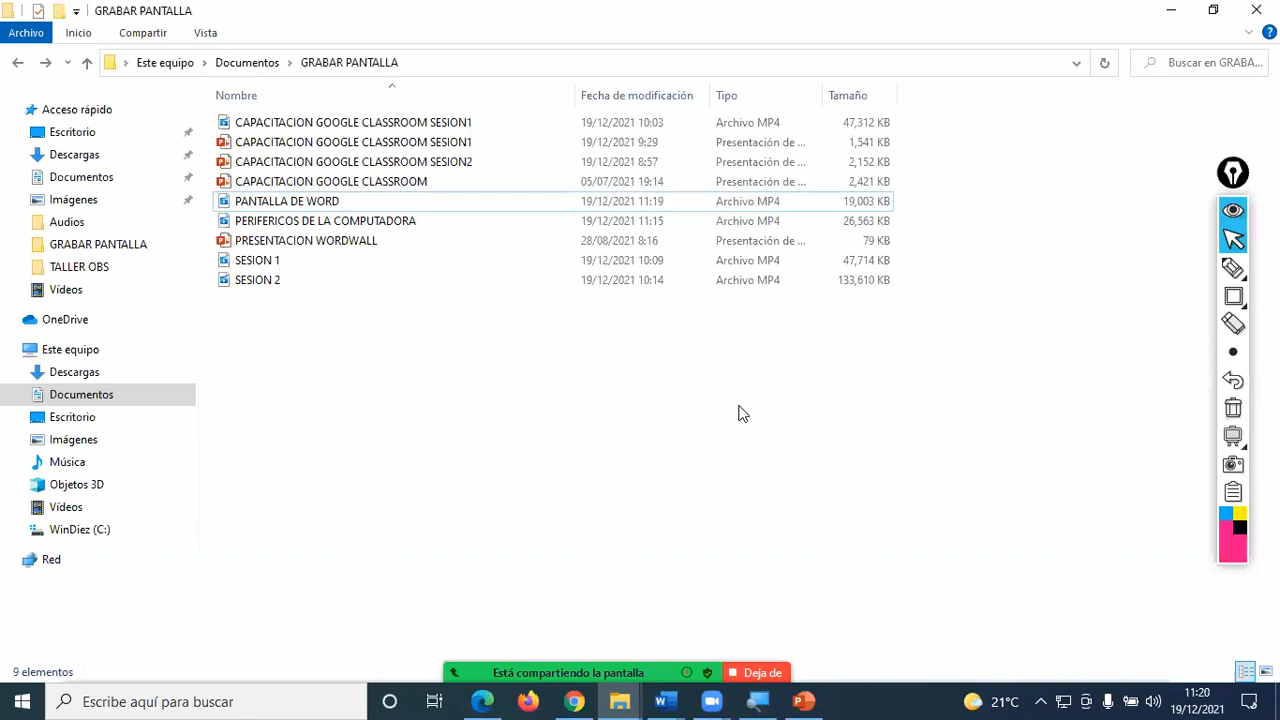 GRABAR PANTALLA
Archivo Inicio Compartir Vista
Este equipo Documentos GRABAR PANTALLA Buscar en GRABA...
Nombre Fecha de modificación Tipo Tamaño
CAPACITACION GOOGLE CLASSROOM SESION1 19/12/2021 10:03 Archivo MP4 47,312 KB
CAPACITACION GOOGLE CLASSROOM SESION1 19/12/2021 9:29 Presentación de ... 1,541 KB
CAPACITACION GOOGLE CLASSROOM SESION2 19/12/2021 8:57 Presentación de ... 2,152 KB
CAPACITACION GOOGLE CLASSROOM 05/07/2021 19:14 Presentación de ... 2,421 KB
PANTALLA DE WORD 19/12/2021 11:19 Archivo MP4 19,003 KB
PERIFERICOS DE LA COMPUTADORA 19/12/2021 11:15 Archivo MP4 26,563 KB
PRESENTACION WORDWALL 28/08/2021 8:16 Presentación de ... 79 KB
SESION 1 19/12/2021 10:09 Archivo MP4 47,714 KB
SESION 2 19/12/2021 10:14 Archivo MP4 133,610 KB
Acceso rápido
Escritorio
Descargas
Documentos
Imágenes
Audios
GRABAR PANTALLA
TALLER OBS
Vídeos
OneDrive
Este equipo
Descargas
Documentos
Escritorio
Imágenes
Música
Objetos 3D
Vídeos
WinDiez (C:)
Red
9 elementos
Está compartiendo la pantalla Deja de
Escribe aquí para buscar
21°C
11:20
19/12/2021